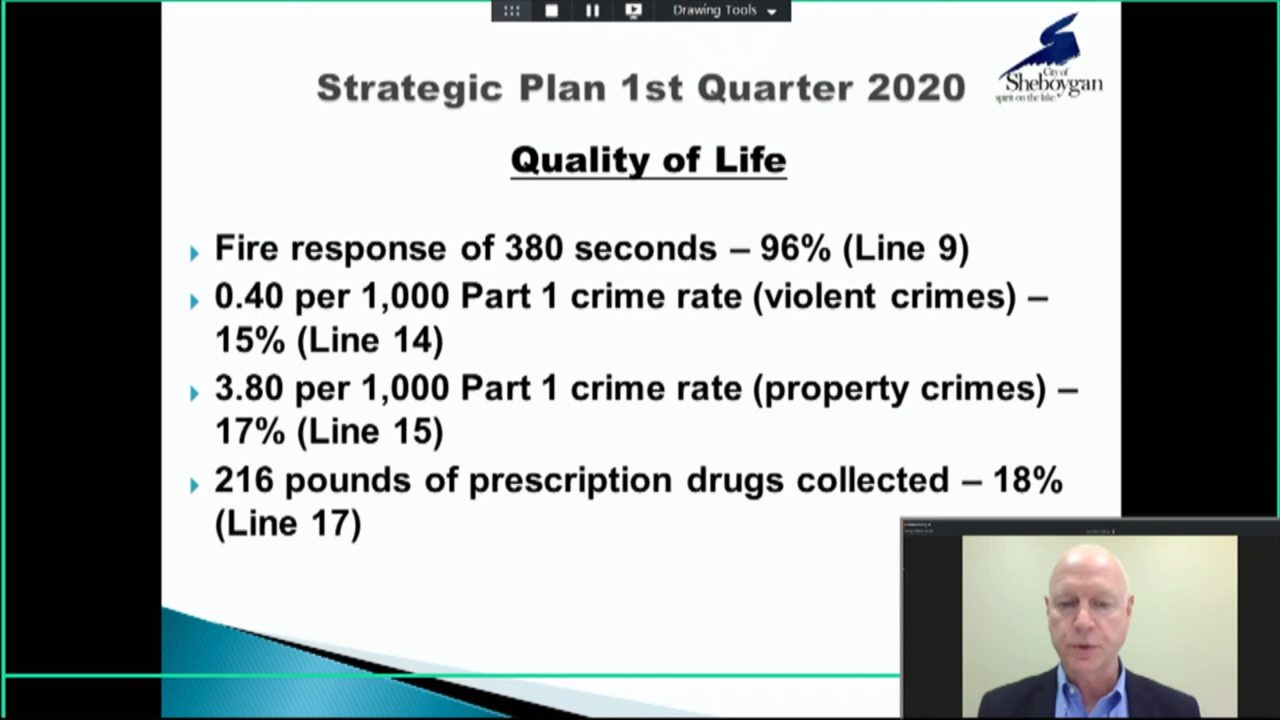 Drawing Tools
City of
Sheboygan
spirit on the lake.
Strategic Plan 1st Quarter 2020
Quality of Life
Fire response of 380 seconds – 96% (Line 9)
0.40 per 1,000 Part 1 crime rate (violent crimes) –
15% (Line 14)
3.80 per 1,000 Part 1 crime rate (property crimes) –
17% (Line 15)
216 pounds of prescription drugs collected – 18%
(Line 17)